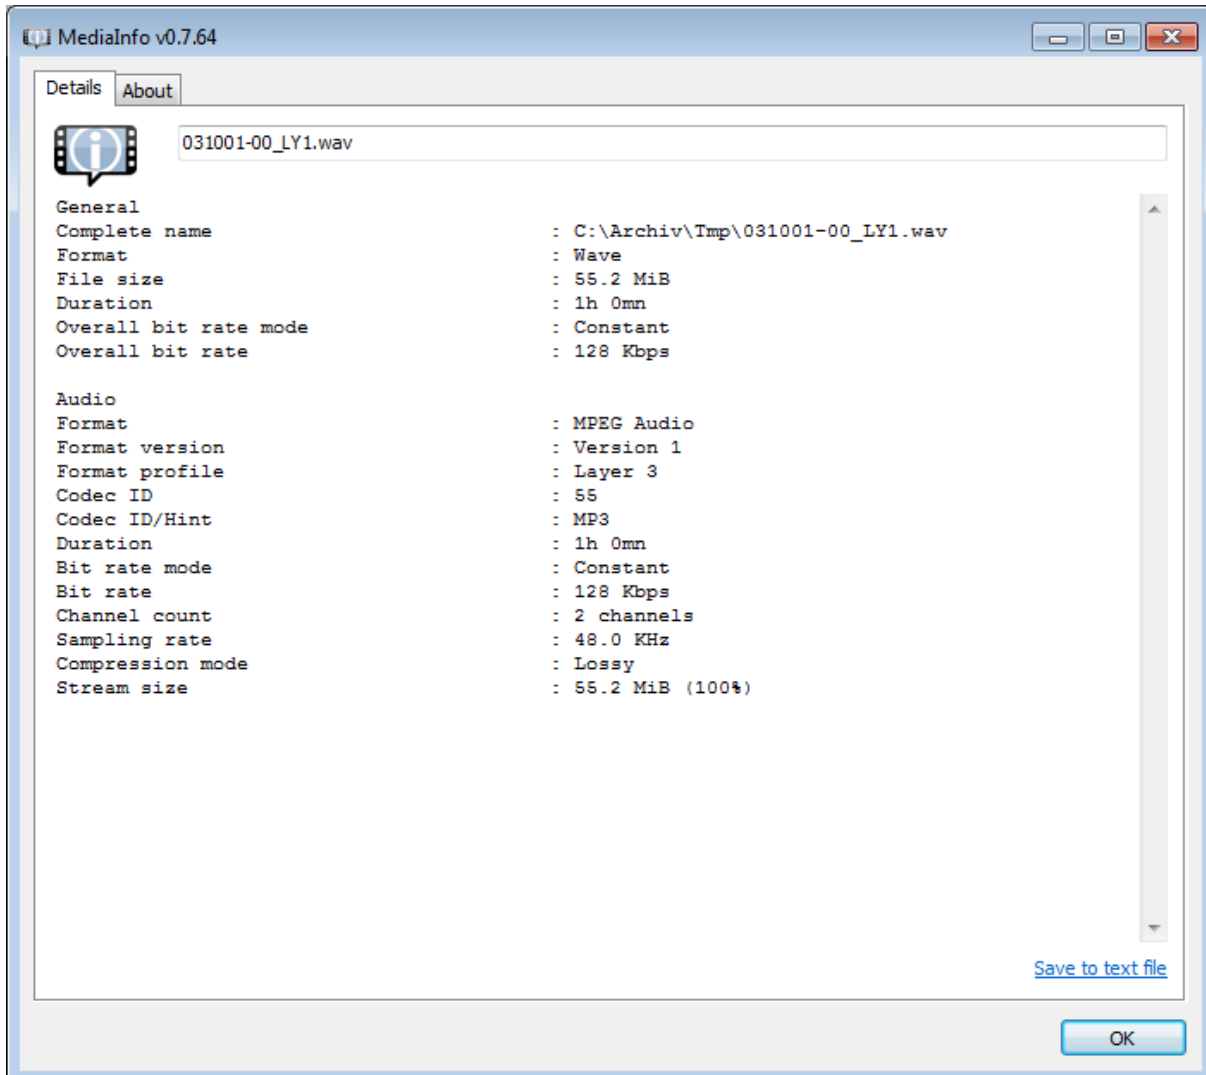 MediaInfo v0.7.64
Details About
031001-00_LY1.wav
General
Complete name : C:\Archiv\Tmp\031001-00_LY1.wav
Format : Wave
File size : 55.2 MiB
Duration : 1h 0mn
Overall bit rate mode : Constant
Overall bit rate : 128 Kbps
Audio
Format : MPEG Audio
Format version : Version 1
Format profile : Layer 3
Codec ID : 55
Codec ID/Hint : MP3
Duration : 1h 0mn
Bit rate mode : Constant
Bit rate : 128 Kbps
Channel count : 2 channels
Sampling rate : 48.0 KHz
Compression mode : Lossy
Stream size : 55.2 MiB (100%)
Save to text file
OK